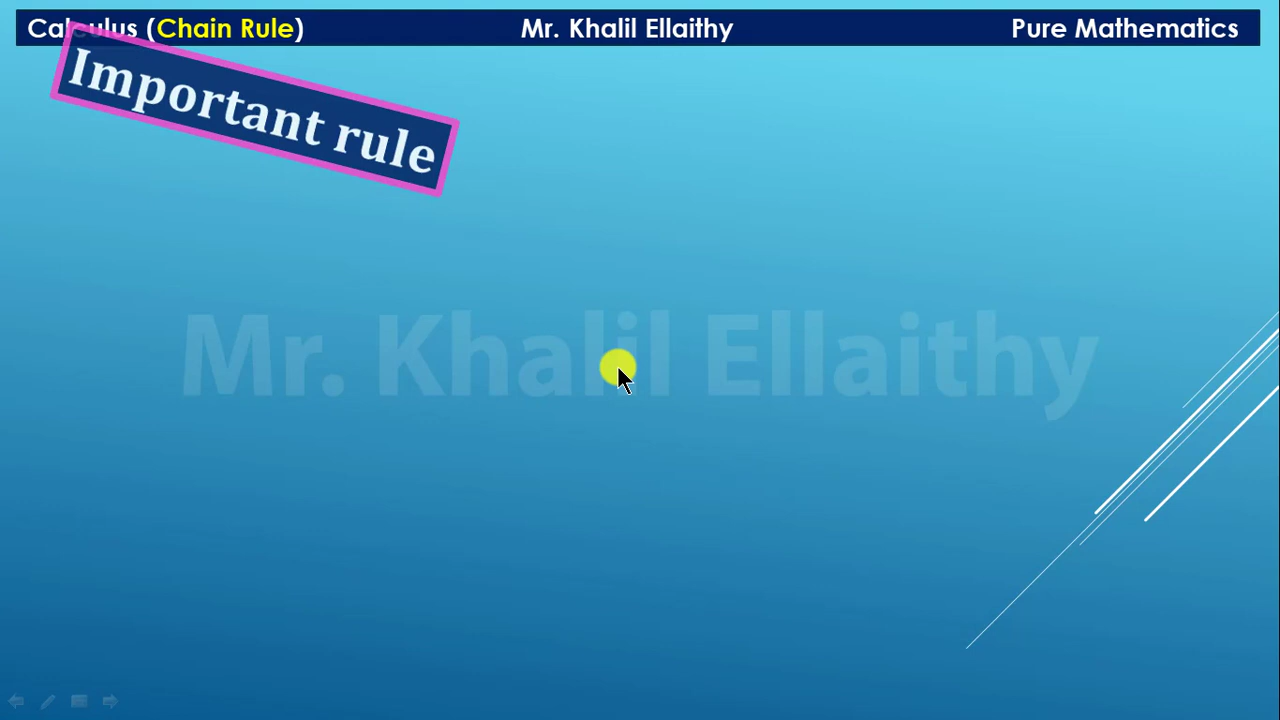 Calculus (Chain Rule) Mr. Khalil Ellaithy Pure Mathematics
Important rule
Mr. Khalil Ellaithy